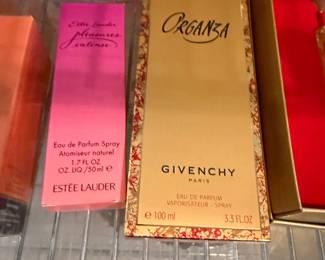 Estée Lauder
pleasures
intense
Eau de Parfum Spray
Atomiseur naturel
1.7 FL. OZ.
OZ. LIQ./50 ml ℮
ESTĒE LAUDER
ORGANZA
GIVENCHY
PARIS
EAU DE PARFUM
VAPORISATEUR - SPRAY
℮ 100 ml 3.3 FL.OZ